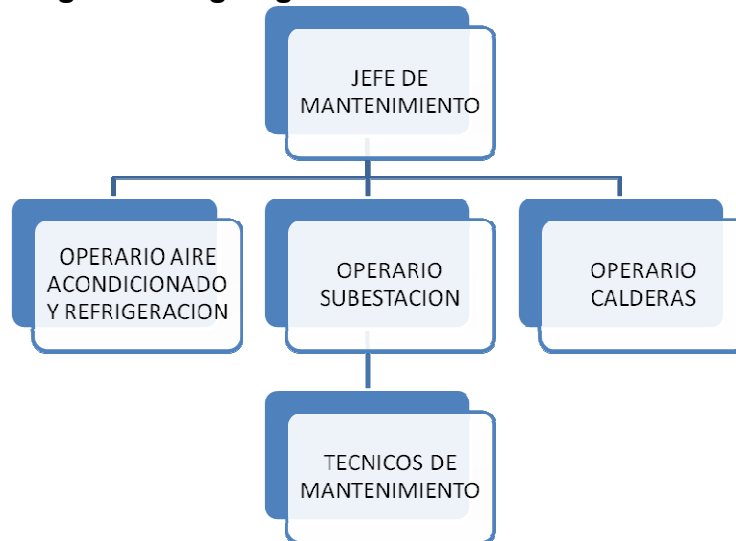 JEFE DE
MANTENIMIENTO
OPERARIO AIRE
ACONDICIONADO
Y REFRIGERACION
OPERARIO
SUBESTACION
OPERARIO
CALDERAS
TECNICOS DE
MANTENIMIENTO